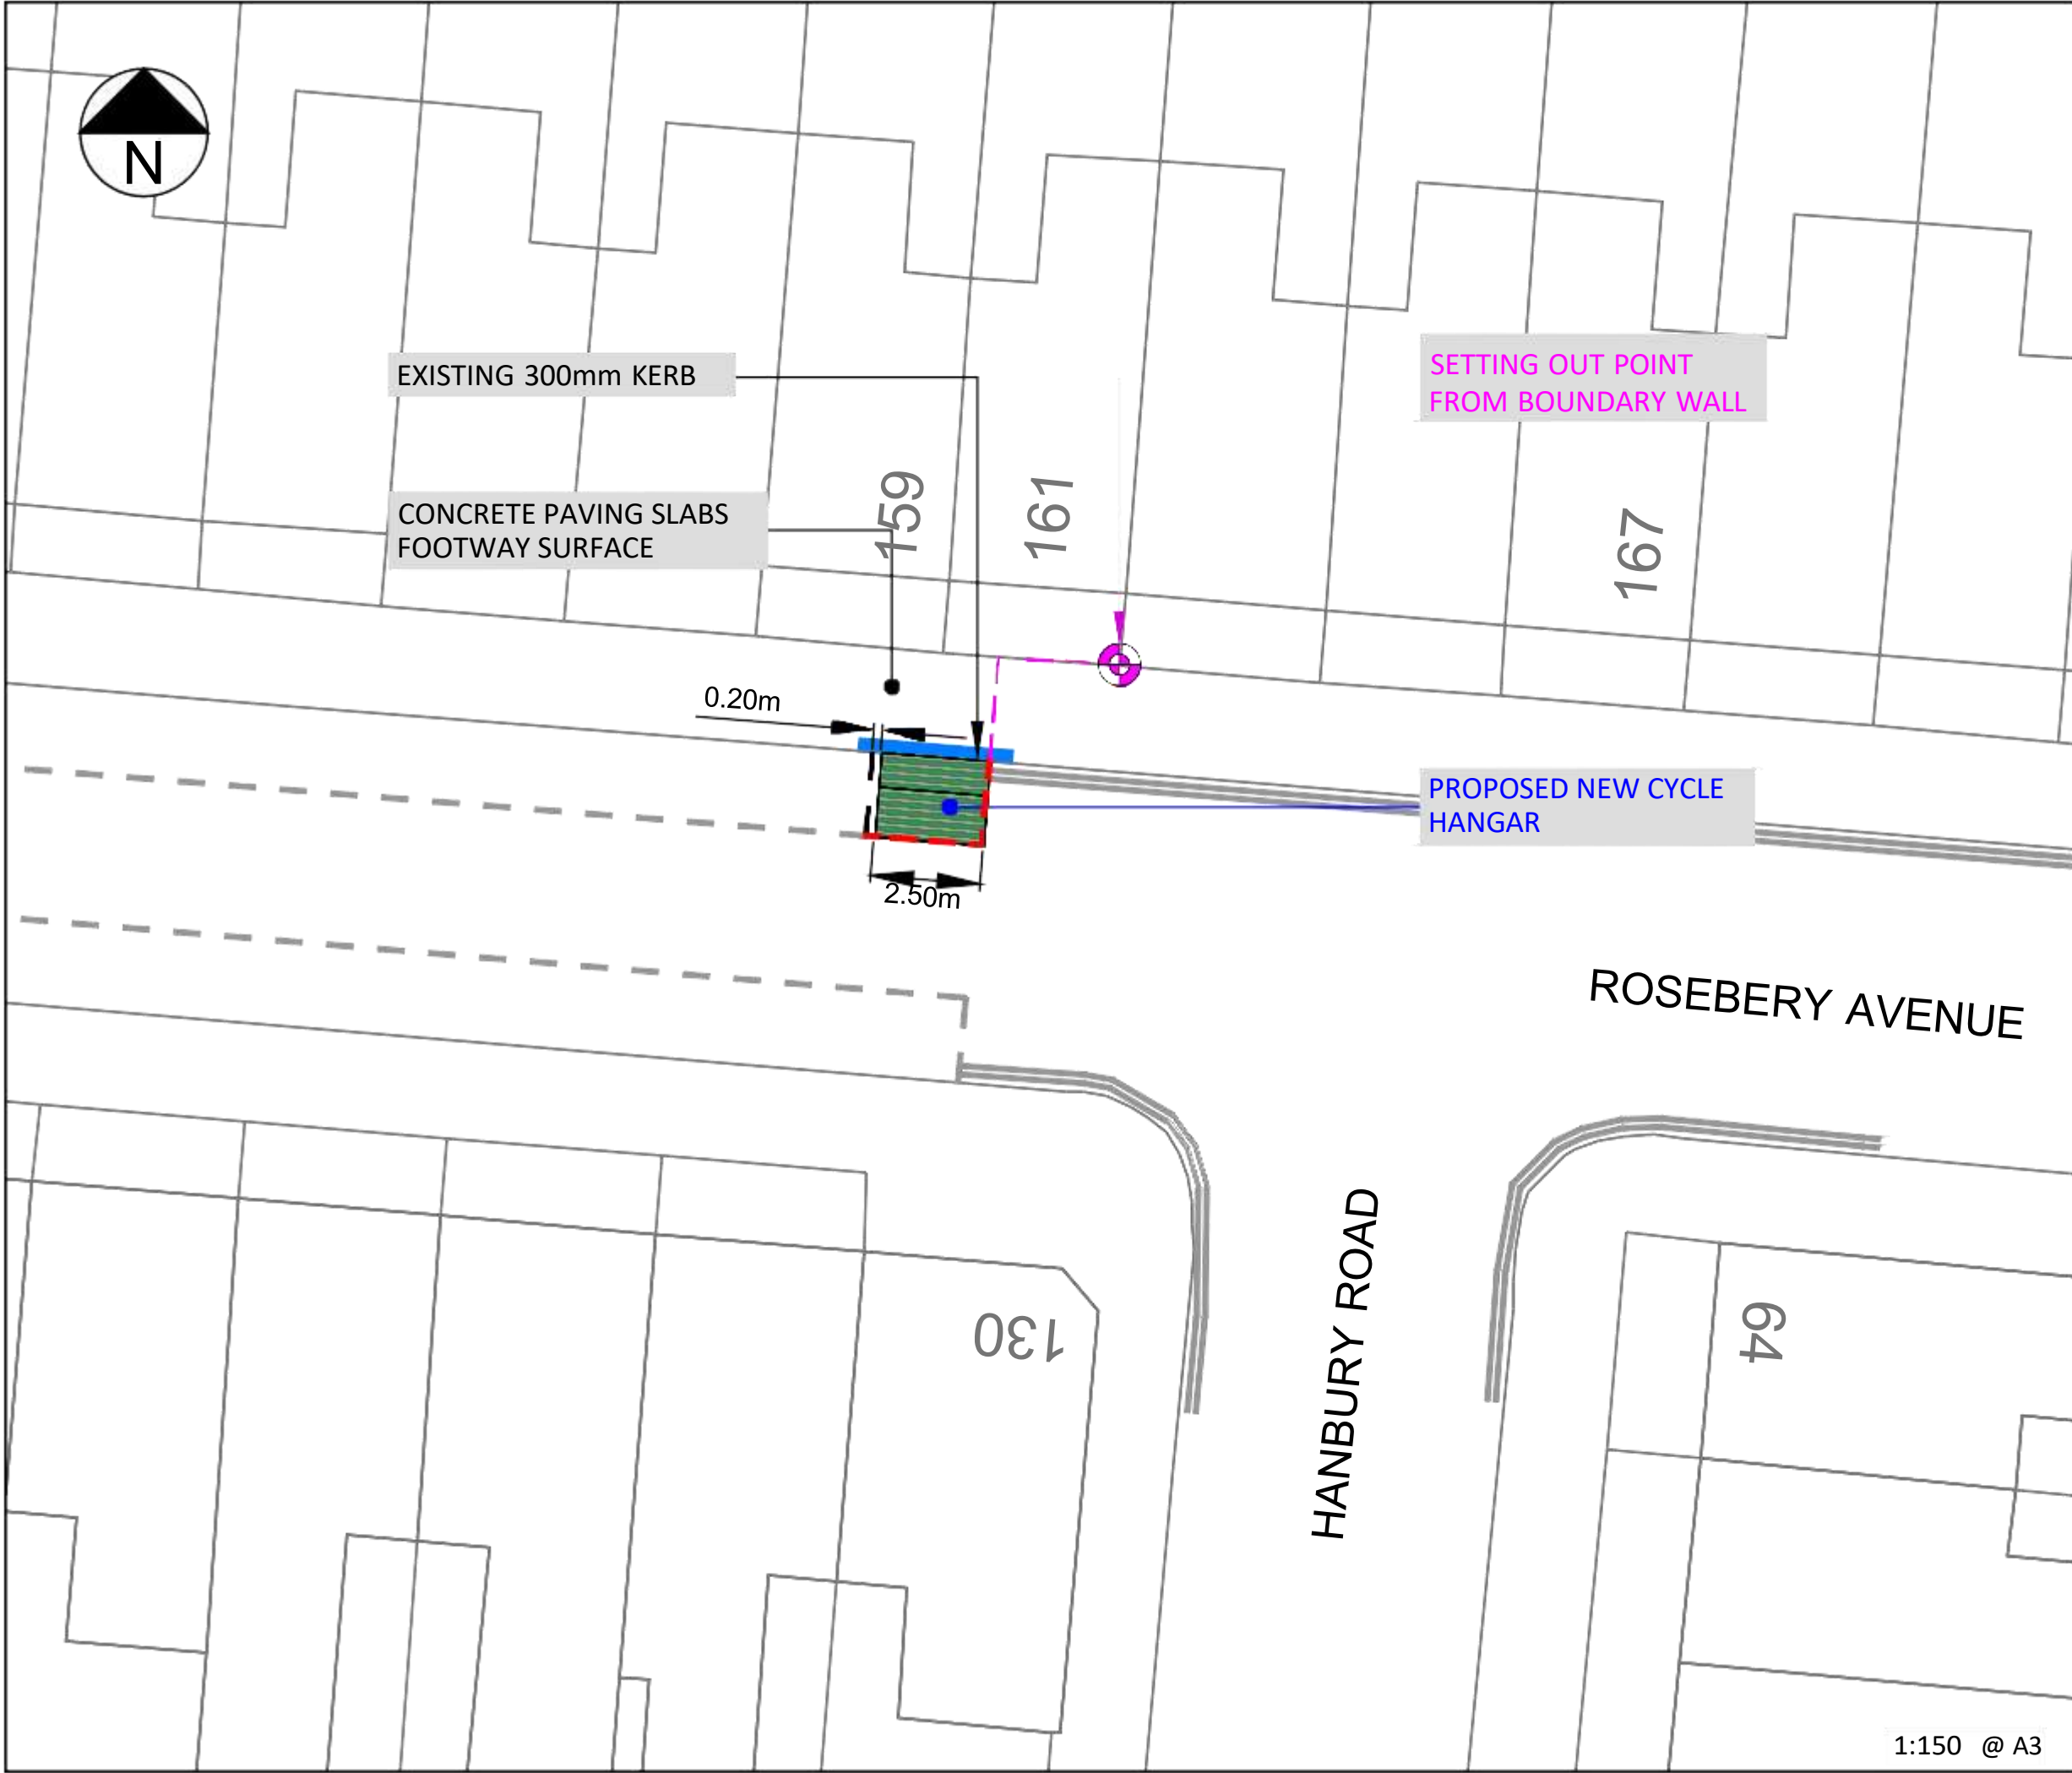 N
EXISTING 300mm KERB
SETTING OUT POINT
FROM BOUNDARY WALL
159
161
167
CONCRETE PAVING SLABS
FOOTWAY SURFACE
0.20m
PROPOSED NEW CYCLE
HANGAR
2.50m
ROSEBERY AVENUE
HANBURY ROAD
130
64
1:150 @ A3